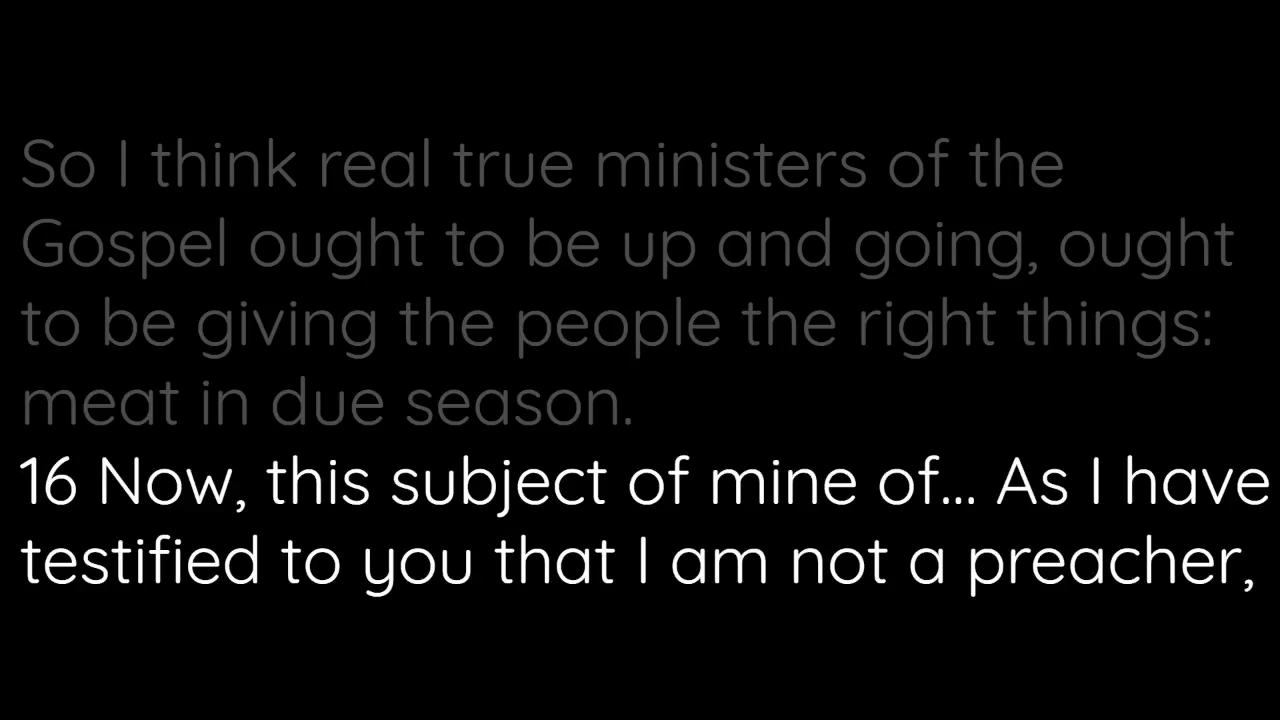 So I think real true ministers of the
Gospel ought to be up and going, ought
to be giving the people the right things:
meat in due season.
16 Now, this subject of mine of... As I have
testified to you that I am not a preacher,